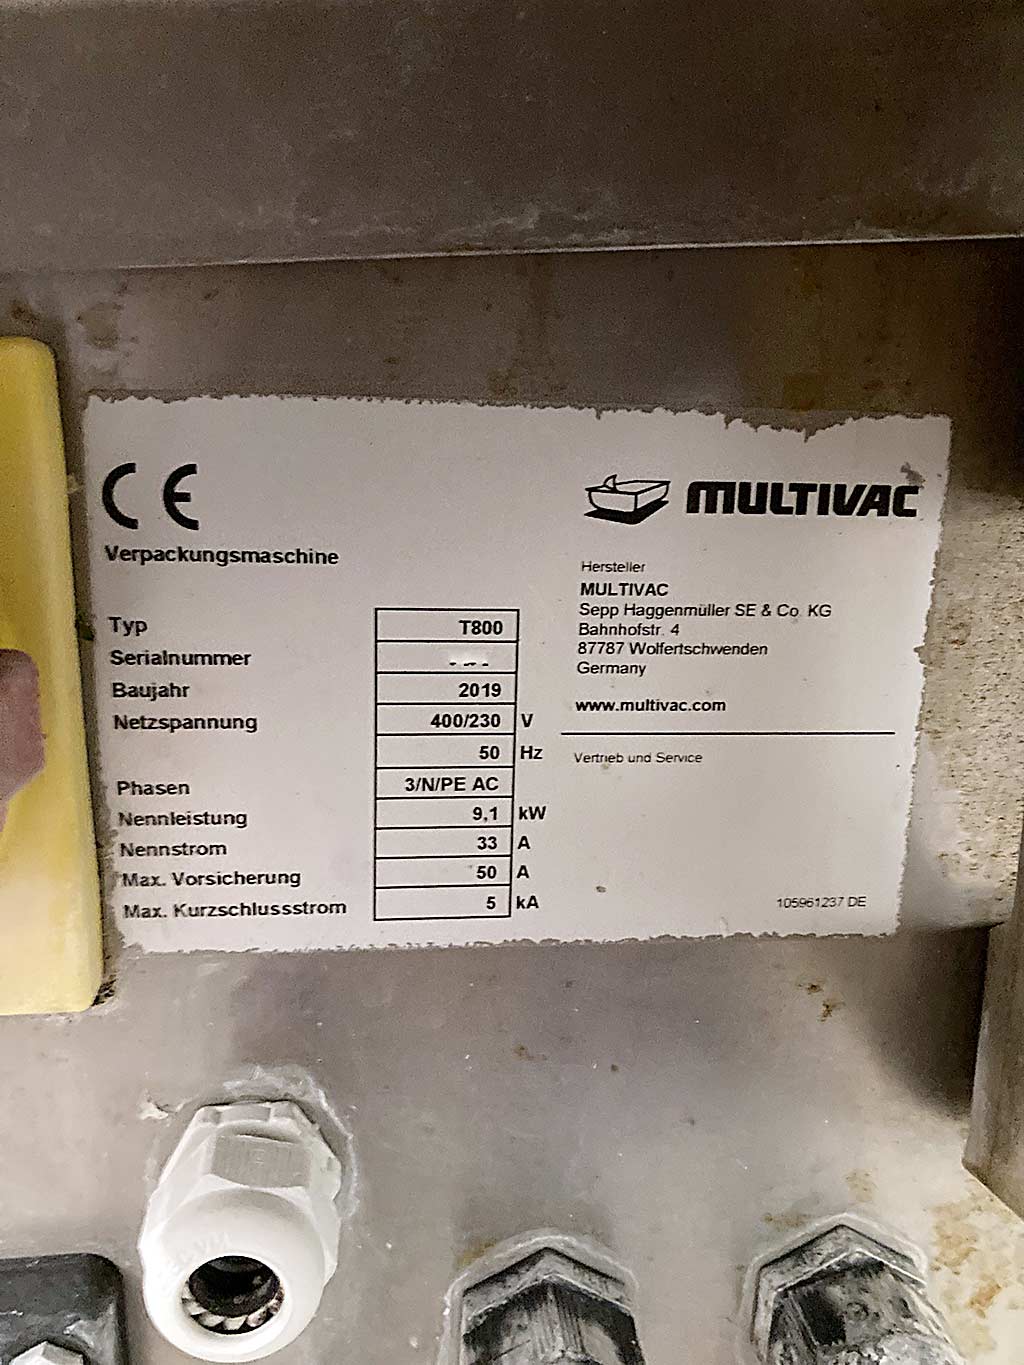 CE
Verpackungsmaschine
Typ T800
Serialnummer
Baujahr 2019
Netzspannung 400/230 V
50 Hz
Phasen 3/N/PE AC
Nennleistung 9,1 kW
Nennstrom 33 A
Max. Vorsicherung 50 A
Max. Kurzschlussstrom 5 kA
MULTIVAC
Hersteller
MULTIVAC
Sepp Haggenmüller SE & Co. KG
Bahnhofstr. 4
87787 Wolfertschwenden
Germany
www.multivac.com
Vertrieb und Service
105961237 DE